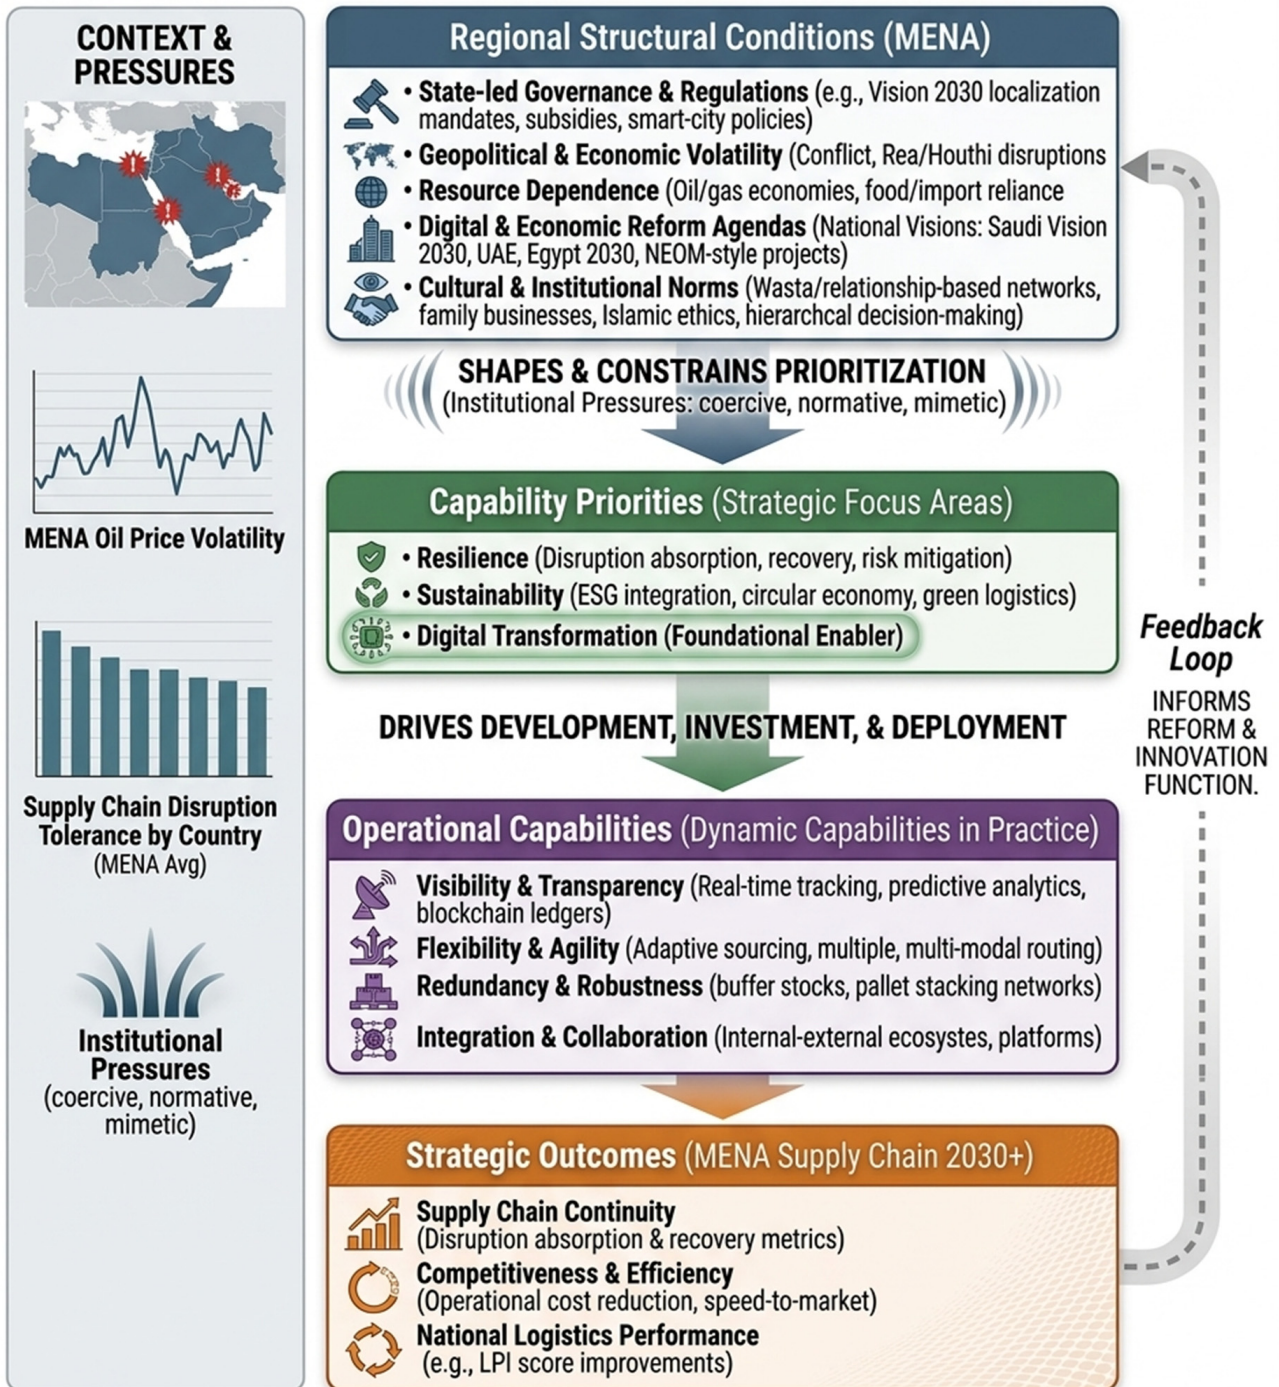 CONTEXT &
PRESSURES
MENA Oil Price Volatility
Supply Chain Disruption
Tolerance by Country
(MENA Avg)
Institutional
Pressures
(coercive, normative,
mimetic)
Regional Structural Conditions (MENA)
• State-led Governance & Regulations (e.g., Vision 2030 localization
mandates, subsidies, smart-city policies)
• Geopolitical & Economic Volatility (Conflict, Rea/Houthi disruptions
• Resource Dependence (Oil/gas economies, food/import reliance
• Digital & Economic Reform Agendas (National Visions: Saudi Vision
2030, UAE, Egypt 2030, NEOM-style projects)
• Cultural & Institutional Norms (Wasta/relationship-based networks,
family businesses, Islamic ethics, hierarchcal decision-making)
SHAPES & CONSTRAINS PRIORITIZATION
(Institutional Pressures: coercive, normative, mimetic)
Capability Priorities (Strategic Focus Areas)
• Resilience (Disruption absorption, recovery, risk mitigation)
• Sustainability (ESG integration, circular economy, green logistics)
• Digital Transformation (Foundational Enabler)
DRIVES DEVELOPMENT, INVESTMENT, & DEPLOYMENT
Operational Capabilities (Dynamic Capabilities in Practice)
Visibility & Transparency (Real-time tracking, predictive analytics,
blockchain ledgers)
Flexibility & Agility (Adaptive sourcing, multiple, multi-modal routing)
Redundancy & Robustness (buffer stocks, pallet stacking networks)
Integration & Collaboration (Internal-external ecosystes, platforms)
Strategic Outcomes (MENA Supply Chain 2030+)
Supply Chain Continuity
(Disruption absorption & recovery metrics)
Competitiveness & Efficiency
(Operational cost reduction, speed-to-market)
National Logistics Performance
(e.g., LPI score improvements)
Feedback
Loop
INFORMS
REFORM &
INNOVATION
FUNCTION.